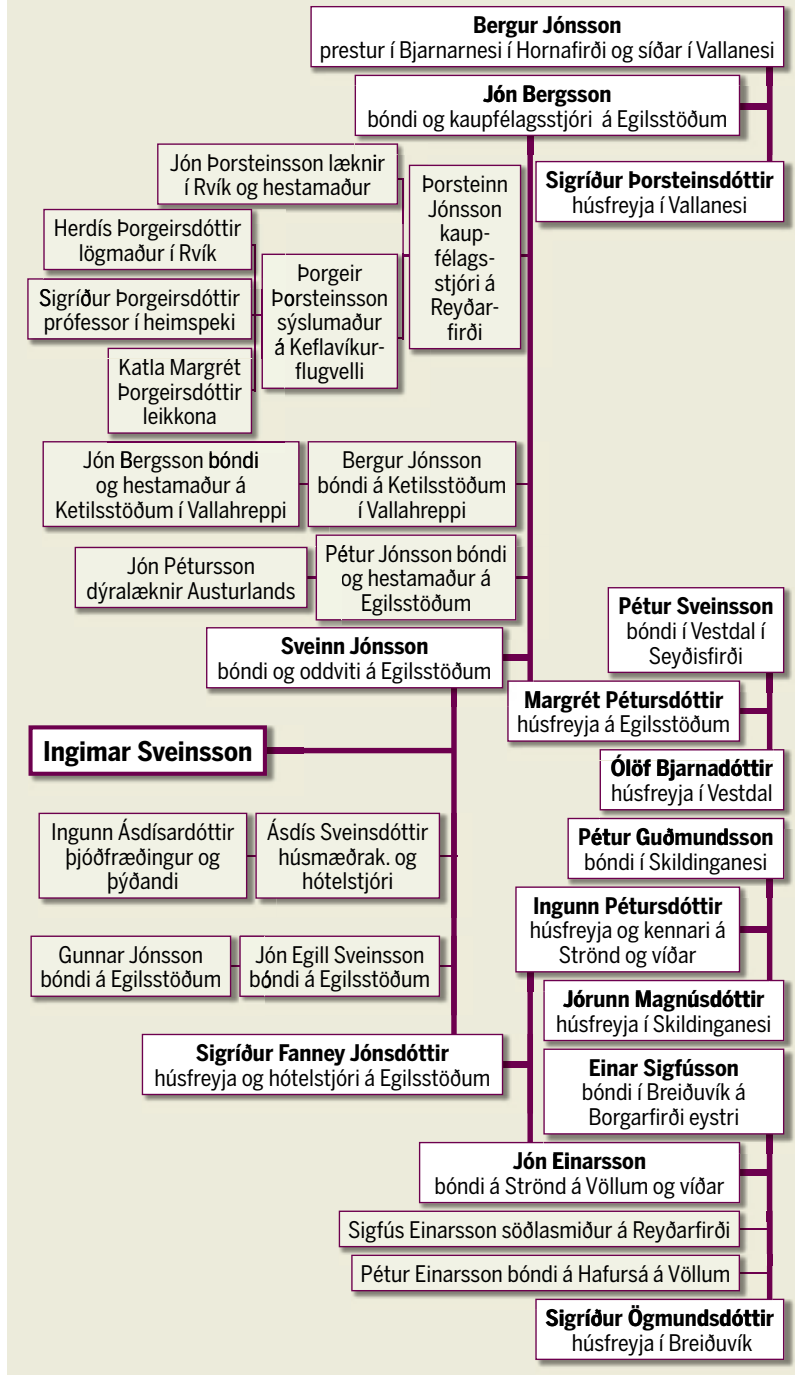 Bergur Jónsson
prestur í Bjarnarnesi í Hornafirði og síðar í Vallanesi
Jón Bergsson
bóndi og kaupfélagsstjóri á Egilsstöðum
Sigríður Þorsteinsdóttir
húsfreyja í Vallanesi
Jón Þorsteinsson læknir
í Rvík og hestamaður
Þorsteinn
Jónsson
kaup-
félags-
stjóri á
Reyðar-
firði
Herdís Þorgeirsdóttir
lögmaður í Rvík
Sigríður Þorgeirsdóttir
prófessor í heimspeki
Katla Margrét
Þorgeirsdóttir
leikkona
Þorgeir
Þorsteinsson
sýslumaður
á Keflavíkur-
flugvelli
Jón Bergsson bóndi
og hestamaður á
Ketilsstöðum í Vallahreppi
Bergur Jónsson
bóndi á Ketilsstöðum
í Vallahreppi
Jón Pétursson
dýralæknir Austurlands
Pétur Jónsson bóndi
og hestamaður á
Egilsstöðum
Sveinn Jónsson
bóndi og oddviti á Egilsstöðum
Pétur Sveinsson
bóndi í Vestdal í
Seyðisfirði
Margrét Pétursdóttir
húsfreyja á Egilsstöðum
Ólöf Bjarnadóttir
húsfreyja í Vestdal
Ingimar Sveinsson
Ingunn Ásdísardóttir
þjóðfræðingur og
þýðandi
Ásdís Sveinsdóttir
húsmæðrak. og
hótelstjóri
Pétur Guðmundsson
bóndi í Skildinganesi
Ingunn Pétursdóttir
húsfreyja og kennari á
Strönd og víðar
Gunnar Jónsson
bóndi á Egilsstöðum
Jón Egill Sveinsson
bóndi á Egilsstöðum
Jórunn Magnúsdóttir
húsfreyja í Skildinganesi
Sigríður Fanney Jónsdóttir
húsfreyja og hótelstjóri á Egilsstöðum
Einar Sigfússon
bóndi í Breiðuvík á
Borgarfirði eystri
Jón Einarsson
bóndi á Strönd á Völlum og víðar
Sigfús Einarsson söðlasmiður á Reyðarfirði
Pétur Einarsson bóndi á Hafursá á Völlum
Sigríður Ögmundsdóttir
húsfreyja í Breiðuvík